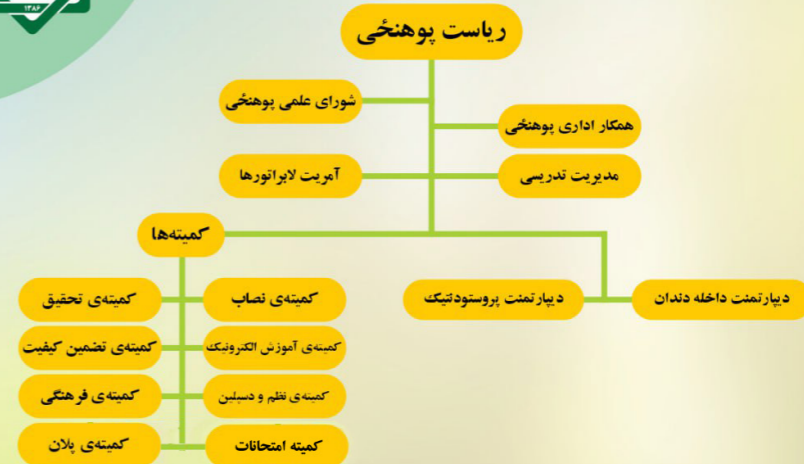 ۱۳۸۶
ریاست پوهنځی
شورای علمی پوهنځی
همکار اداری پوهنځی
مدیریت تدریسی
آمریت لابراتورها
کمیته‌ها
دیپارتمنت داخله دندان
دیپارتمنت پروستودنتیک
کمیته‌ی نصاب
کمیته‌ی تحقیق
کمیته‌ی آموزش الکترونیک
کمیته‌ی تضمین کیفیت
کمیته‌ی نظم و دسپلین
کمیته‌ی فرهنگی
کمیته امتحانات
کمیته‌ی پلان